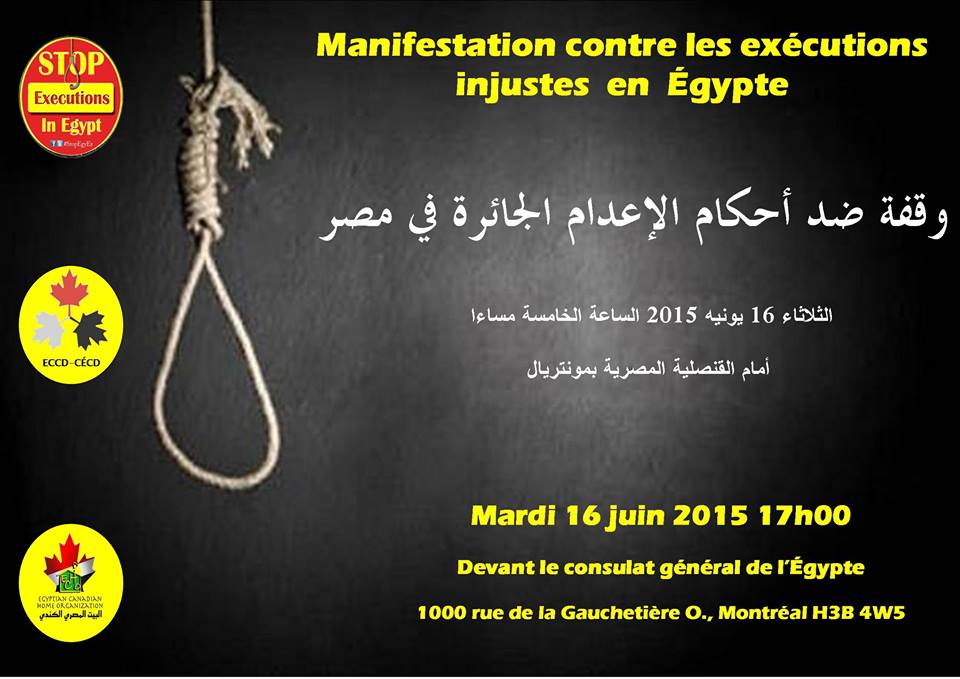 STOP
Executions
In Egypt
#StopEgyEx
Manifestation contre les exécutions
injustes en Égypte
وقفة ضد أحكام الإعدام الجائرة في مصر
الثلاثاء 16 يونيه 2015 الساعة الخامسة مساءا
أمام القنصلية المصرية بمونتريال
ECCD-CÉCD
Mardi 16 juin 2015 17h00
Devant le consulat général de l'Égypte
1000 rue de la Gauchetière O., Montréal H3B 4W5
EGYPTIAN CANADIAN
HOME ORGANIZATION
البيت المصري الكندي